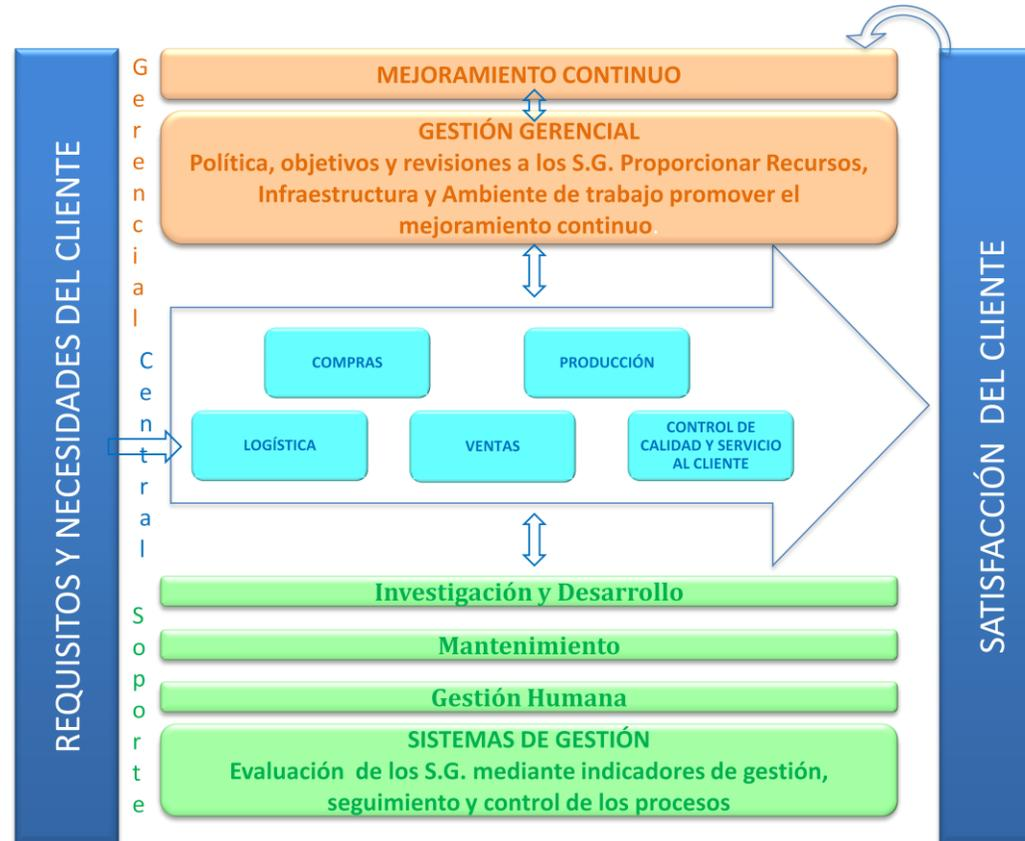 REQUISITOS Y NECESIDADES DEL CLIENTE
Gerencial
MEJORAMIENTO CONTINUO
GESTIÓN GERENCIAL
Política, objetivos y revisiones a los S.G. Proporcionar Recursos,
Infraestructura y Ambiente de trabajo promover el
mejoramiento continuo.
Central
COMPRAS
PRODUCCIÓN
LOGÍSTICA
VENTAS
CONTROL DE
CALIDAD Y SERVICIO
AL CLIENTE
Soporte
Investigación y Desarrollo
Mantenimiento
Gestión Humana
SISTEMAS DE GESTIÓN
Evaluación de los S.G. mediante indicadores de gestión,
seguimiento y control de los procesos
SATISFACCIÓN DEL CLIENTE